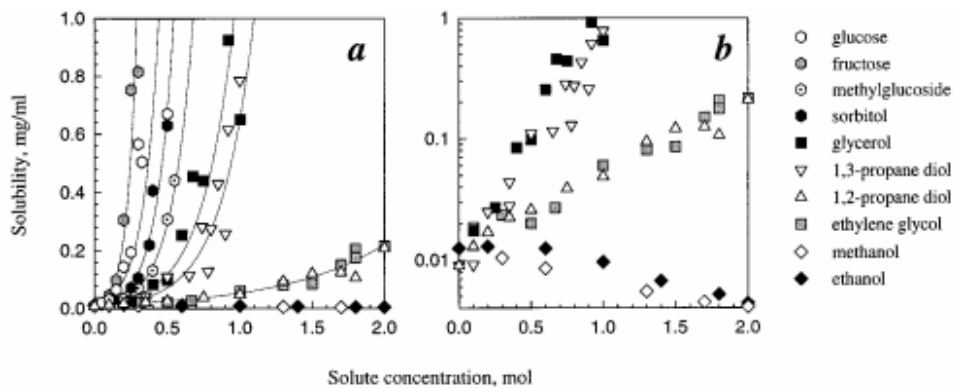 Solubility, mg/ml
1.0
0.8
0.6
0.4
0.2
0.0
0.0 0.5 1.0 1.5 2.0
a
1
0.1
0.01
0.0 0.5 1.0 1.5 2.0
b
glucose
fructose
methylglucoside
sorbitol
glycerol
1,3-propane diol
1,2-propane diol
ethylene glycol
methanol
ethanol
Solute concentration, mol